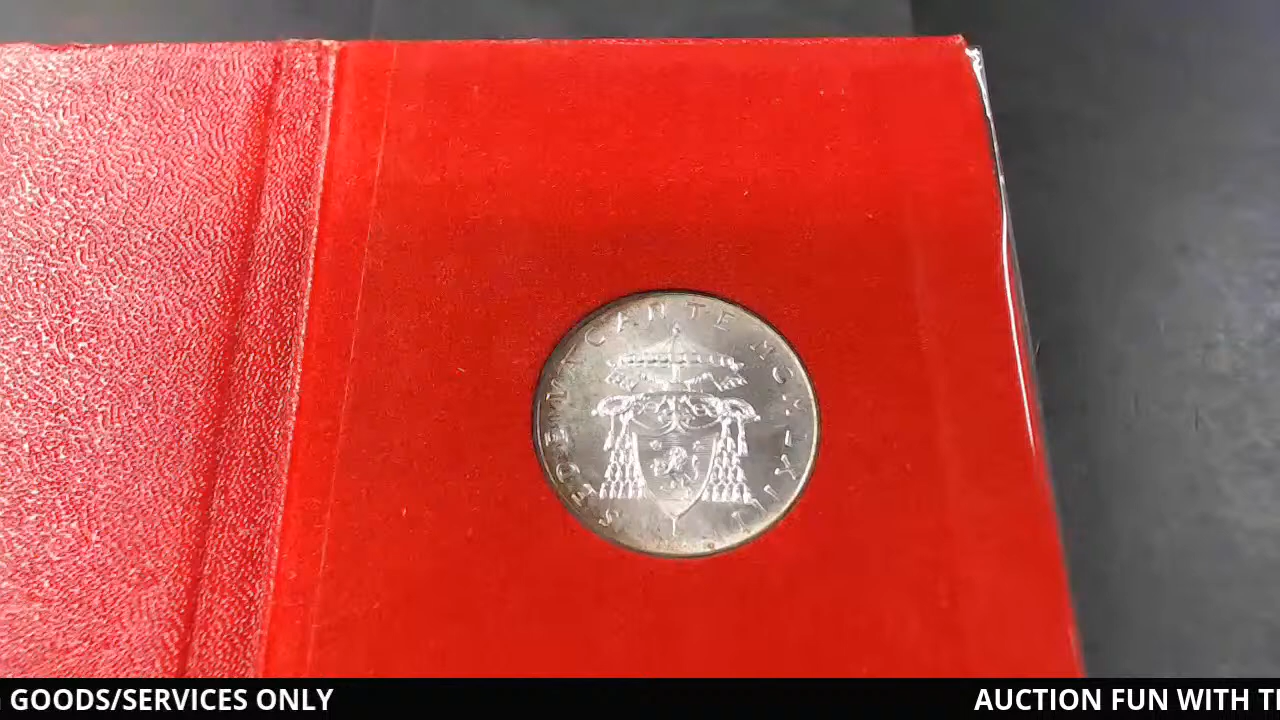 SEDE VACANTE MCMLXIII
GOODS/SERVICES ONLY
AUCTION FUN WITH